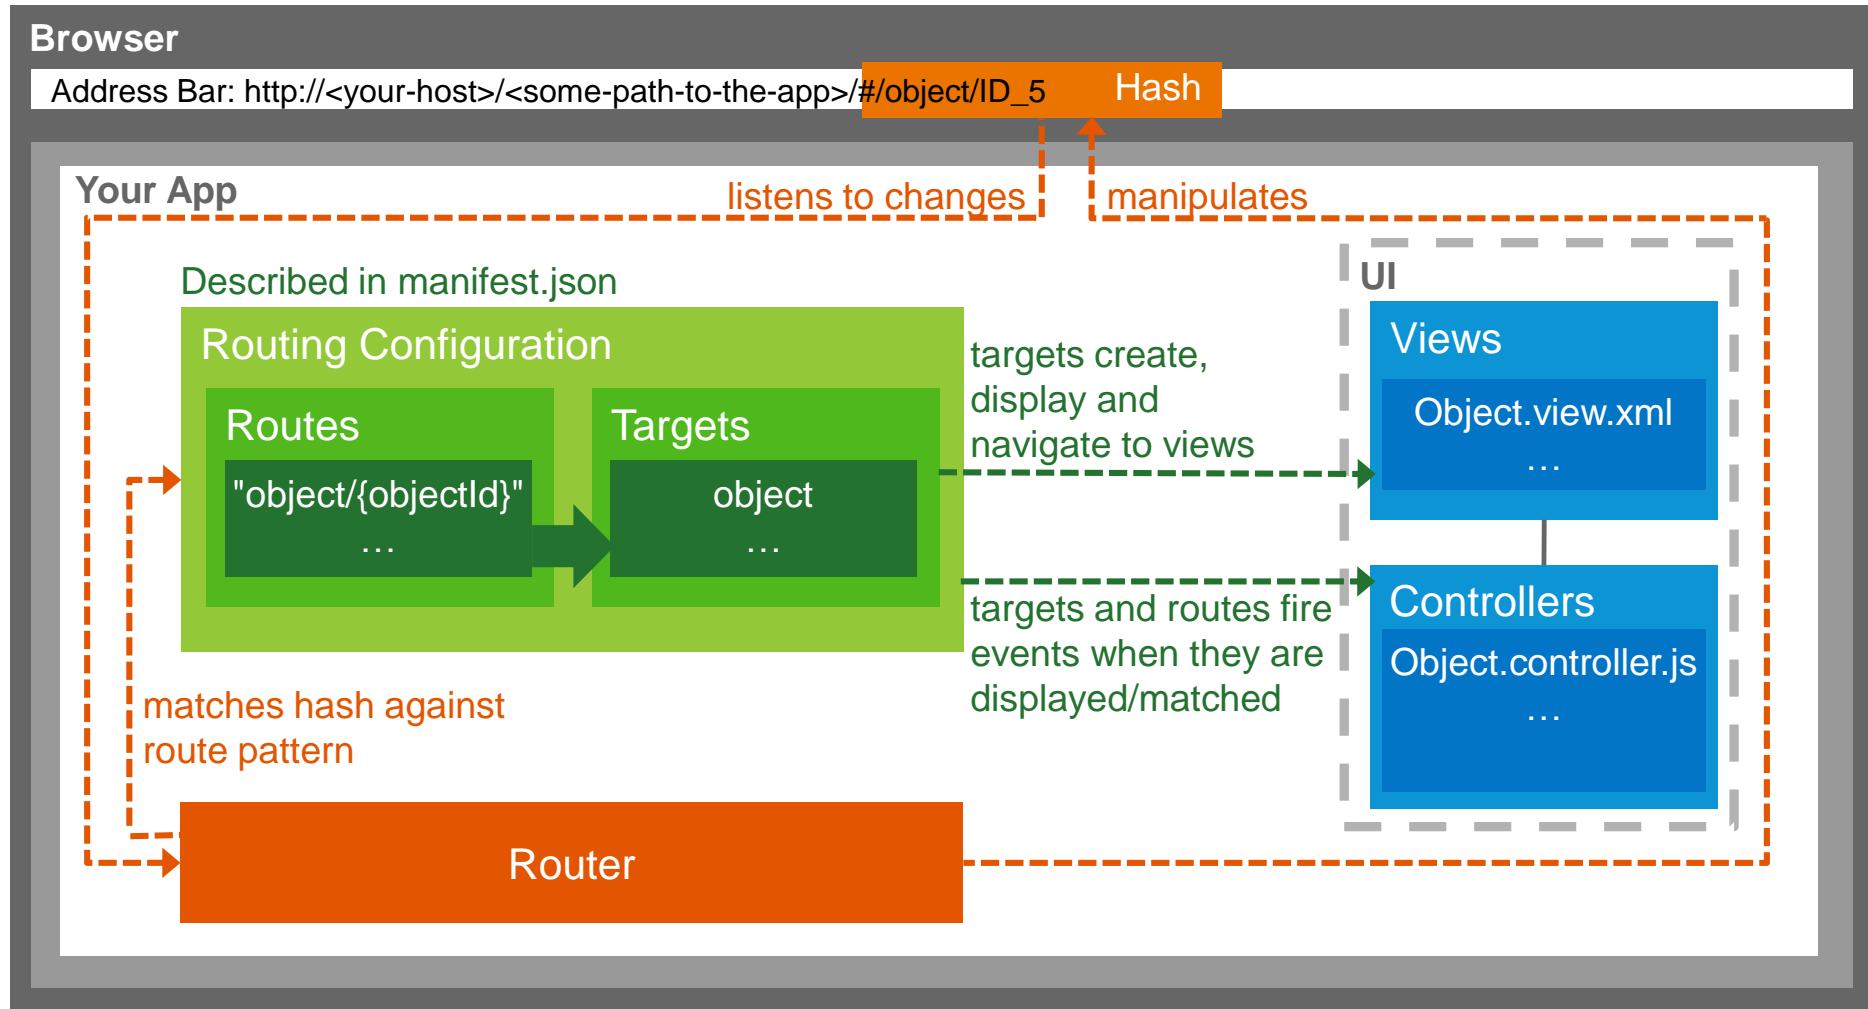 Browser
Address Bar: http://<your-host>/<some-path-to-the-app>/#/object/ID_5
Hash
Your App
listens to changes
manipulates
Described in manifest.json
UI
Routing Configuration
Views
targets create,
display and
navigate to views
Routes
Targets
Object.view.xml
…
"object/{objectId}"
…
object
…
targets and routes fire
events when they are
displayed/matched
Controllers
Object.controller.js
…
matches hash against
route pattern
Router